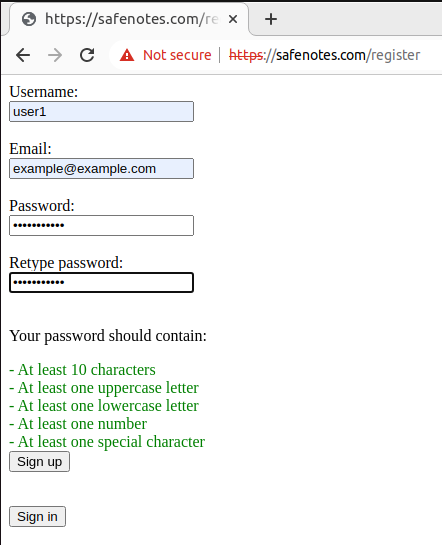 https://safenotes.com/re
Not secure | https://safenotes.com/register
Username:
user1
Email:
example@example.com
Password:
•••••••••••
Retype password:
•••••••••••
Your password should contain:
- At least 10 characters
- At least one uppercase letter
- At least one lowercase letter
- At least one number
- At least one special character
Sign up
Sign in